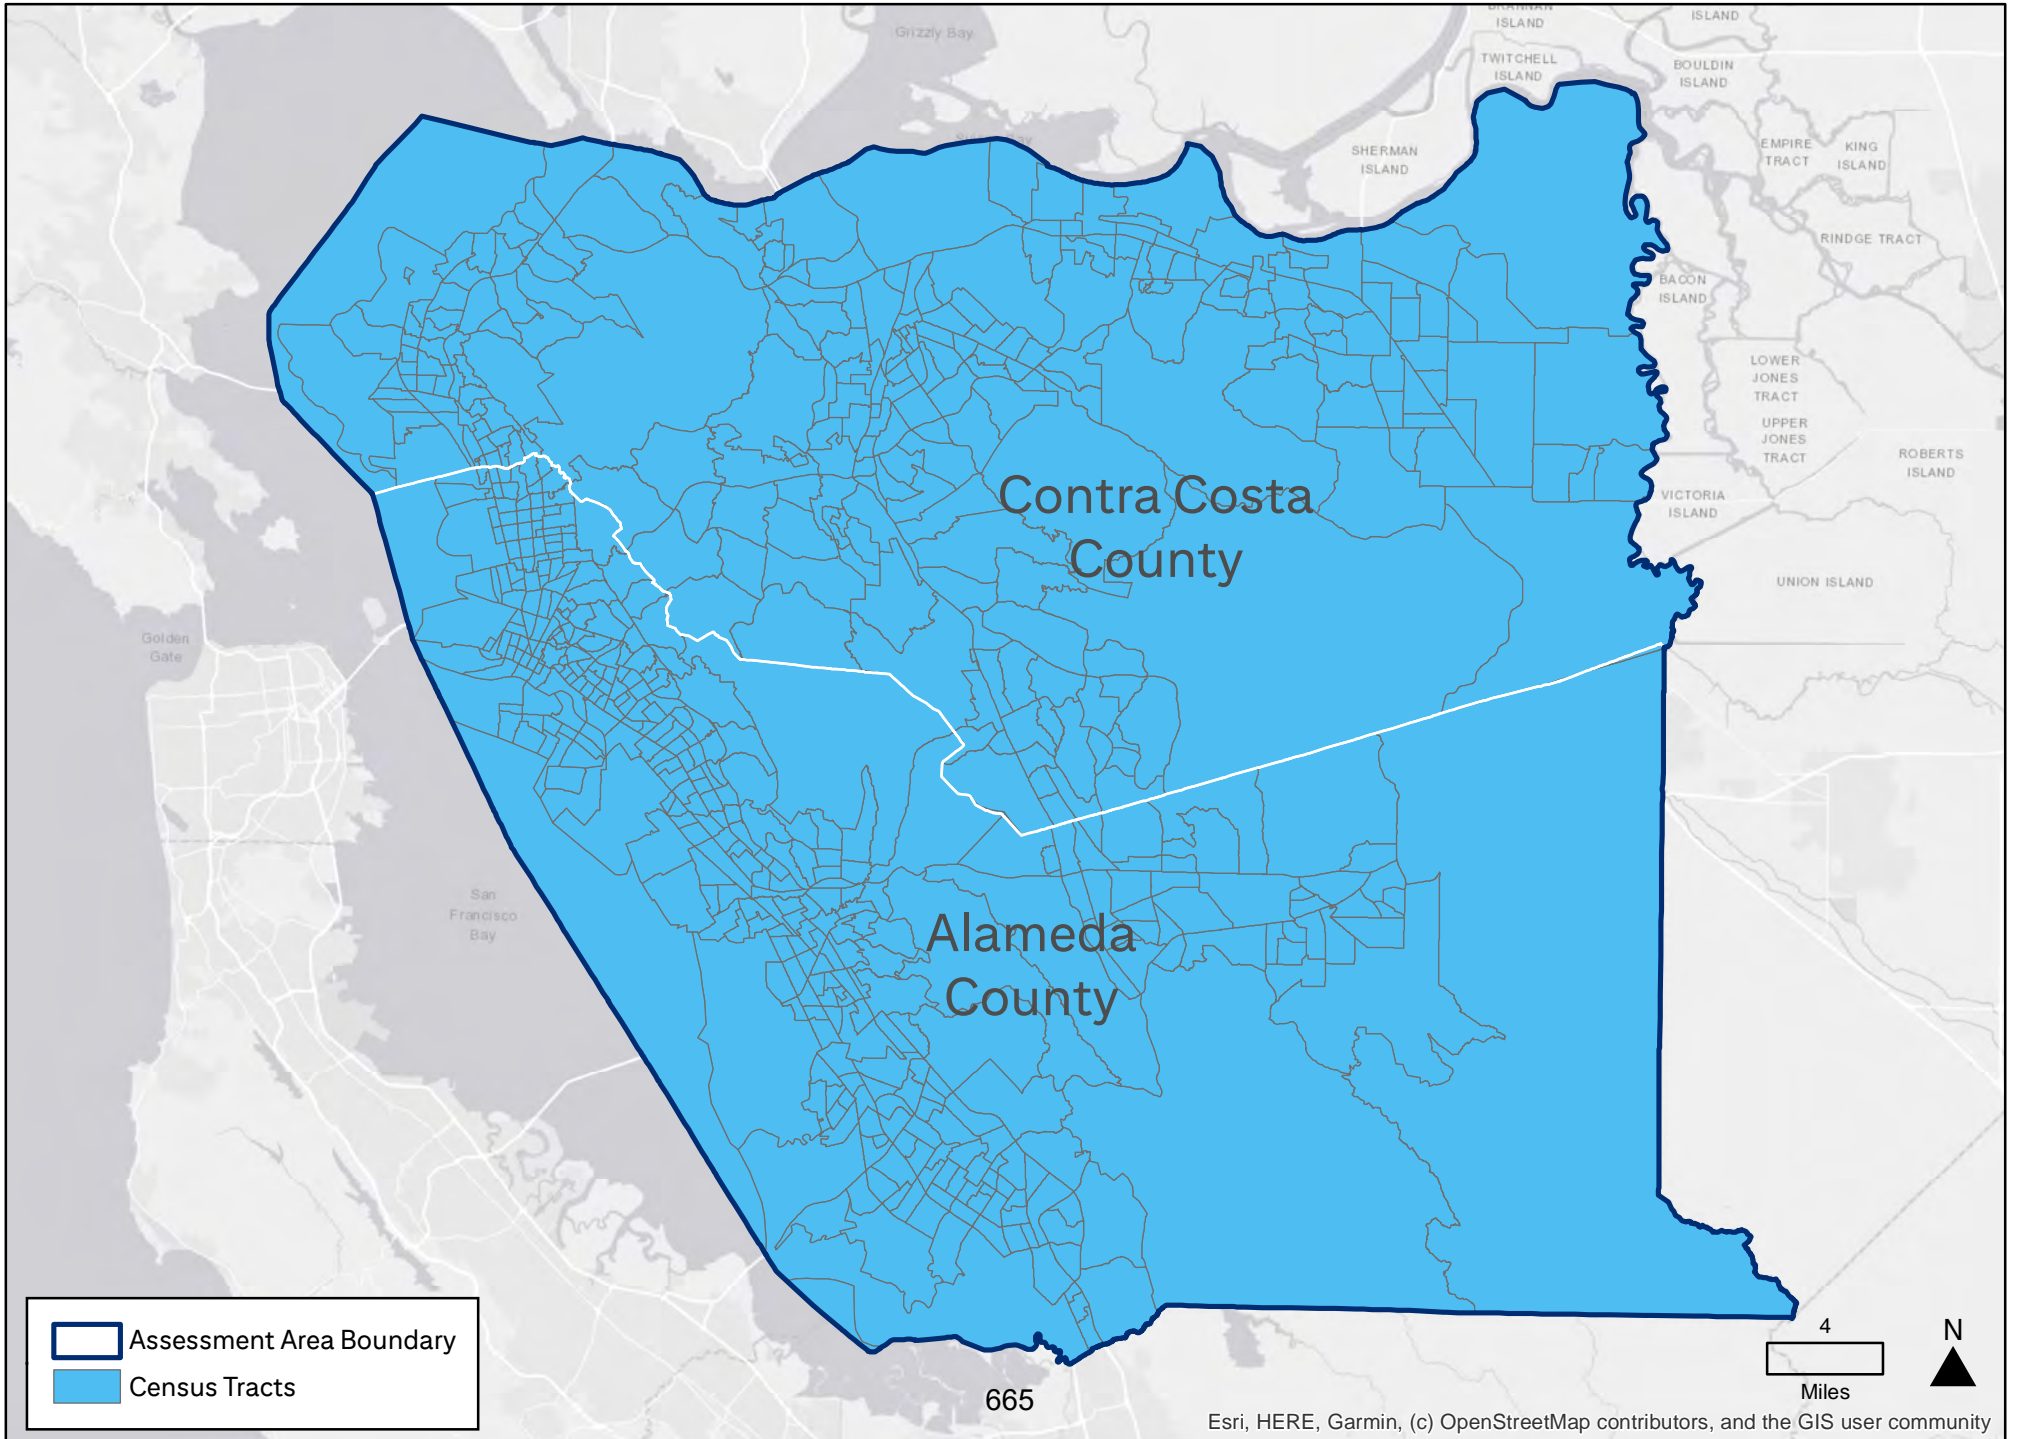 Grizzly Bay
BRANNAN
ISLAND
ISLAND
TWITCHELL
ISLAND
BOULDIN
ISLAND
SHERMAN
ISLAND
EMPIRE
TRACT
KING
ISLAND
RINDGE TRACT
BACON
ISLAND
LOWER
JONES
TRACT
UPPER
JONES
TRACT
ROBERTS
ISLAND
VICTORIA
ISLAND
UNION ISLAND
Contra Costa
County
Golden
Gate
San
Francisco
Bay
Alameda
County
Assessment Area Boundary
Census Tracts
665
4
Miles
N
Esri, HERE, Garmin, (c) OpenStreetMap contributors, and the GIS user community